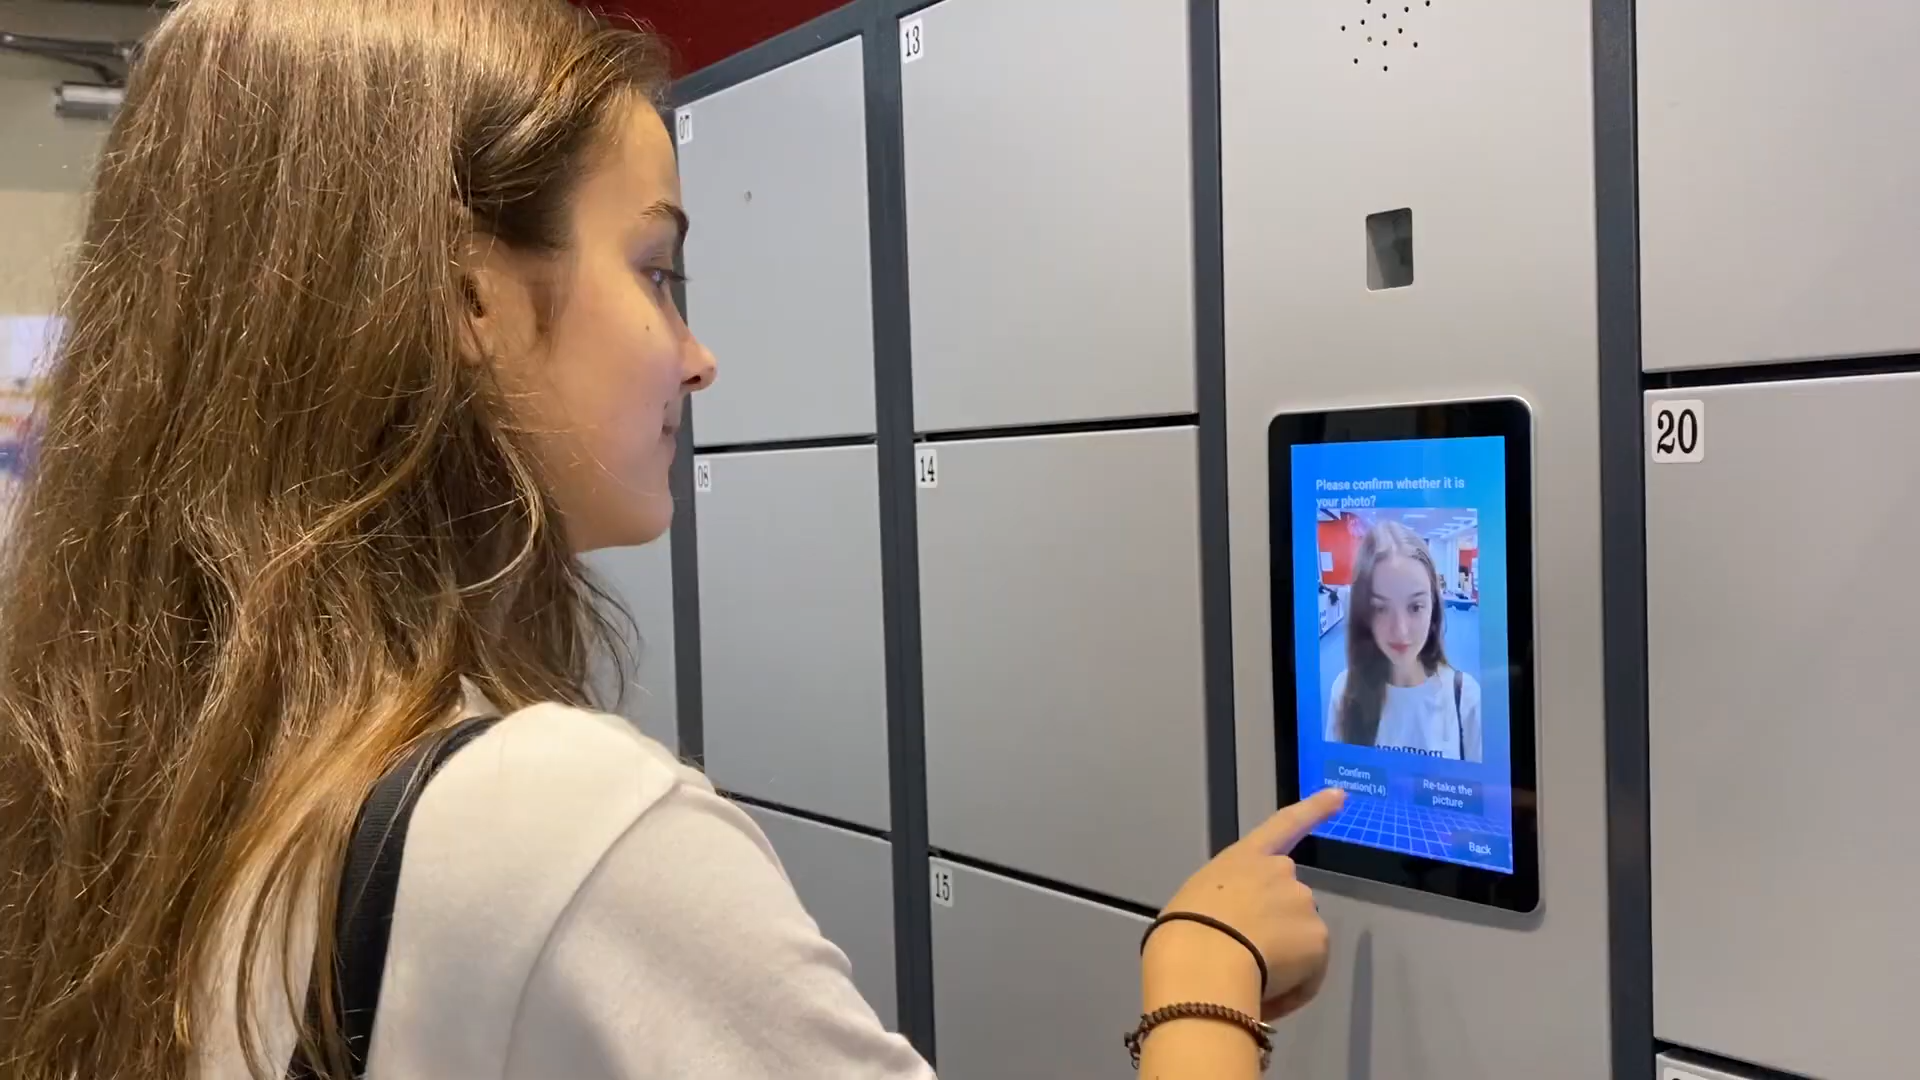 13
07
08
14
15
20
Please confirm whether it is
your photo?
Confirm
registration(14)
Re-take the
picture
Back